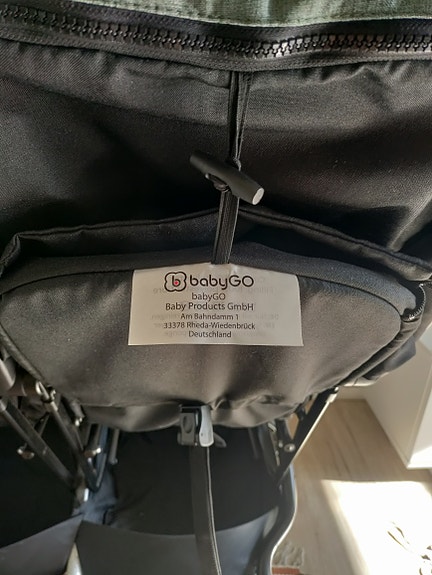 babyGO
babyGO
Baby Products GmbH
Am Bahndamm 1
33378 Rheda-Wiedenbrück
Deutschland